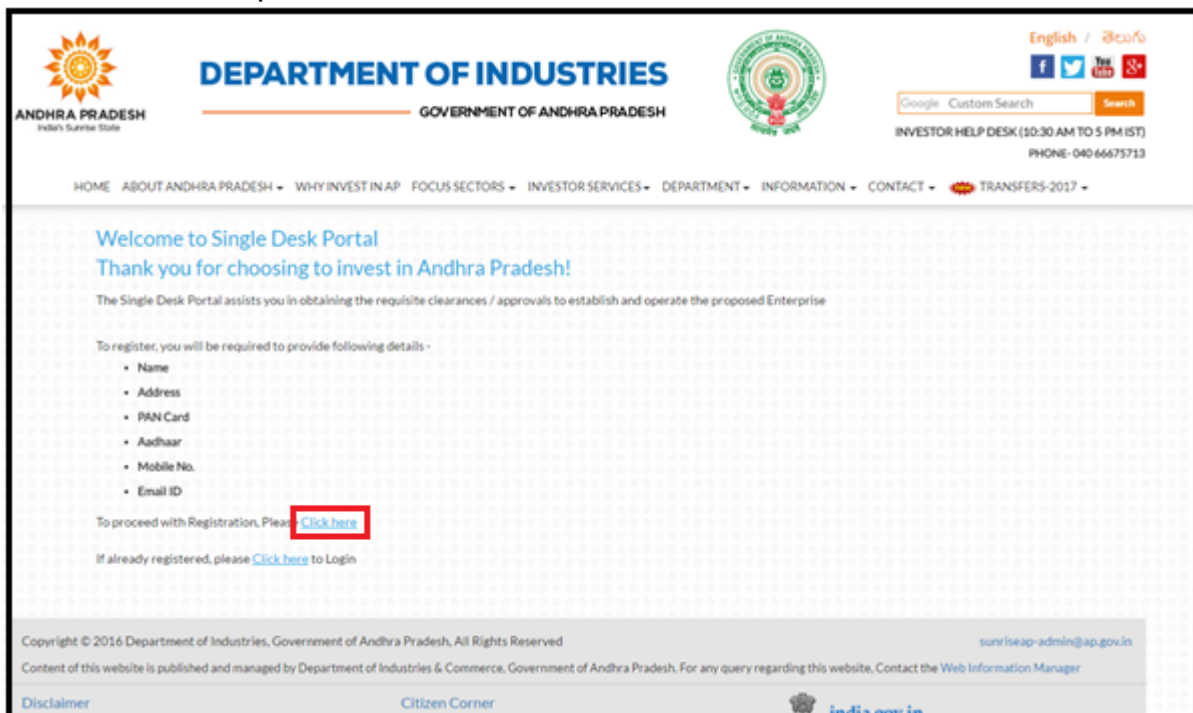 English / తెలుగు
DEPARTMENT OF INDUSTRIES
GOVERNMENT OF ANDHRA PRADESH
ANDHRA PRADESH
India's Sunrise State
f You Tube 8+
Google Custom Search Search
INVESTOR HELP DESK (10:30 AM TO 5 PM IST)
PHONE- 040 66675713
HOME ABOUT ANDHRA PRADESH WHY INVEST IN AP FOCUS SECTORS INVESTOR SERVICES DEPARTMENT INFORMATION CONTACT new TRANSFERS-2017
Welcome to Single Desk Portal
Thank you for choosing to invest in Andhra Pradesh!
The Single Desk Portal assists you in obtaining the requisite clearances / approvals to establish and operate the proposed Enterprise
To register, you will be required to provide following details -
• Name
• Address
• PAN Card
• Aadhaar
• Mobile No.
• Email ID
To proceed with Registration, Please Click here
If already registered, please Click here to Login
Copyright © 2016 Department of Industries, Government of Andhra Pradesh, All Rights Reserved
sunriseap-admin@ap.gov.in
Content of this website is published and managed by Department of Industries & Commerce, Government of Andhra Pradesh. For any query regarding this website, Contact the Web Information Manager
Disclaimer
Citizen Corner
india.gov.in